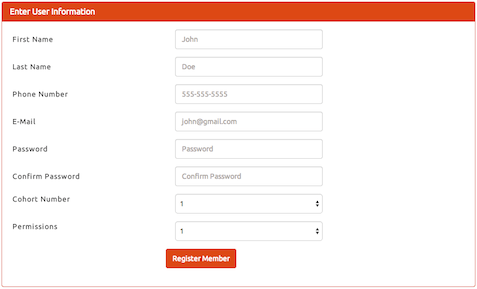 Enter User Information
First Name John
Last Name Doe
Phone Number 555-555-5555
E-Mail john@gmail.com
Password Password
Confirm Password Confirm Password
Cohort Number 1
Permissions 1
Register Member